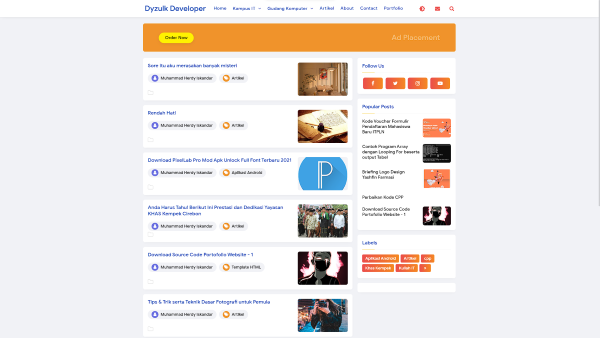 Dyzulk Developer
Home Kampus IT Gudang Komputer Artikel About Contact Portfolio
Order Now
Ad Placement
Sore itu aku merasakan banyak misteri
Muhammad Herdy Iskandar Artikel
Rendah Hati
Muhammad Herdy Iskandar Artikel
Download PixelLab Pro Mod Apk Unlock Full Font Terbaru 2021
Muhammad Herdy Iskandar Aplikasi Android
Anda Harus Tahu! Berikut Ini Prestasi dan Dedikasi Yayasan
KHAS Kempek Cirebon
Muhammad Herdy Iskandar Artikel
Download Source Code Portofolio Website - 1
Muhammad Herdy Iskandar Template HTML
Tips & Trik serta Teknik Dasar Fotografi untuk Pemula
Muhammad Herdy Iskandar Artikel
Follow Us
Popular Posts
Kode Voucher Formulir
Pendaftaran Mahasiswa
Baru ITPLN
Contoh Program Array
dengan Looping For beserta
output Tabel
Briefing Logo Design
Yashifin Farmasi
Perbaikan Kode CPP
Download Source Code
Portofolio Website - 1
Labels
Aplikasi Android Artikel cpp
Khas Kempek Kuliah IT